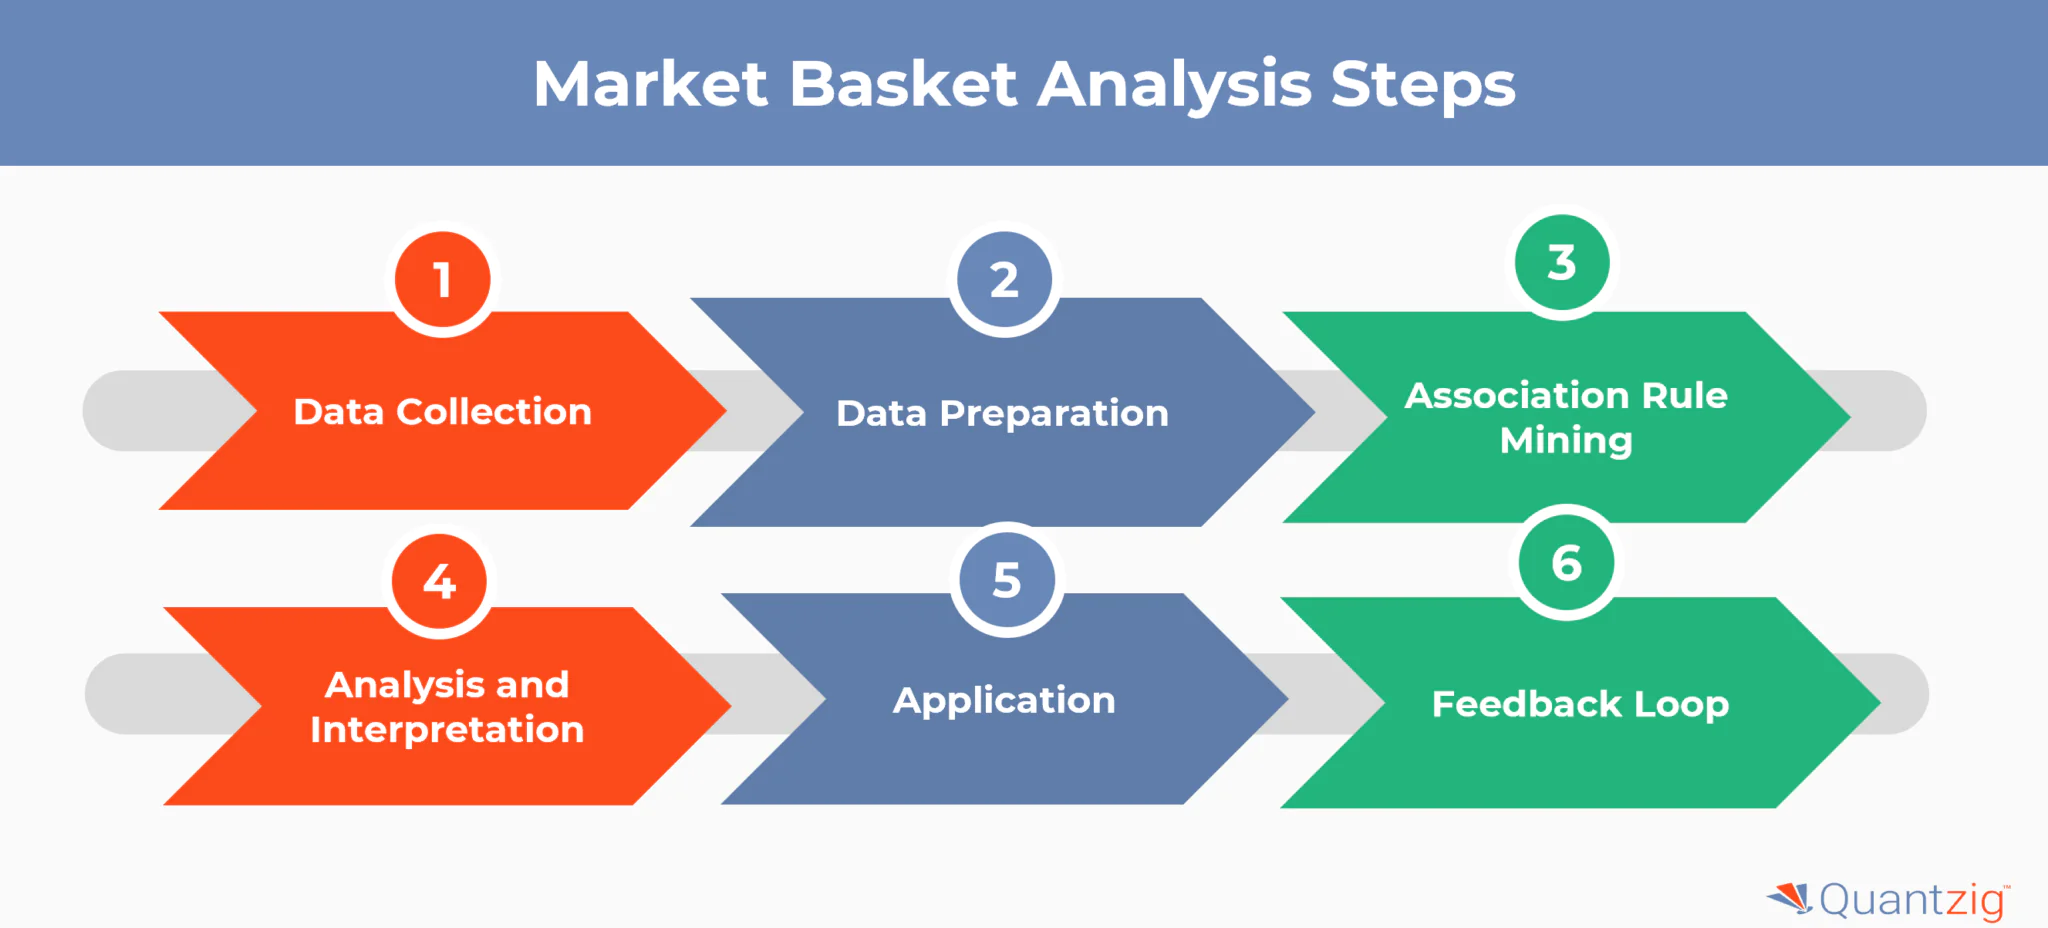 Market Basket Analysis Steps
1
2
3
Data Collection
Data Preparation
Association Rule
Mining
4
5
6
Analysis and
Interpretation
Application
Feedback Loop
Quantzig™